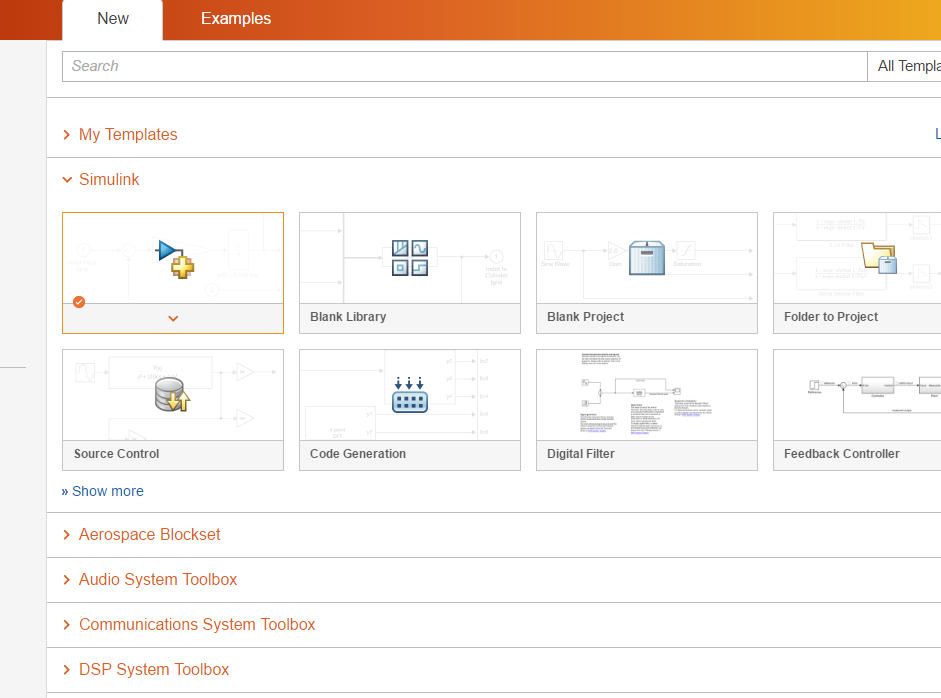 New
Examples
Search
All Templa
My Templates
L
Simulink
Blank Library
Blank Project
Folder to Project
Source Control
Code Generation
Digital Filter
Feedback Controller
» Show more
Aerospace Blockset
Audio System Toolbox
Communications System Toolbox
DSP System Toolbox